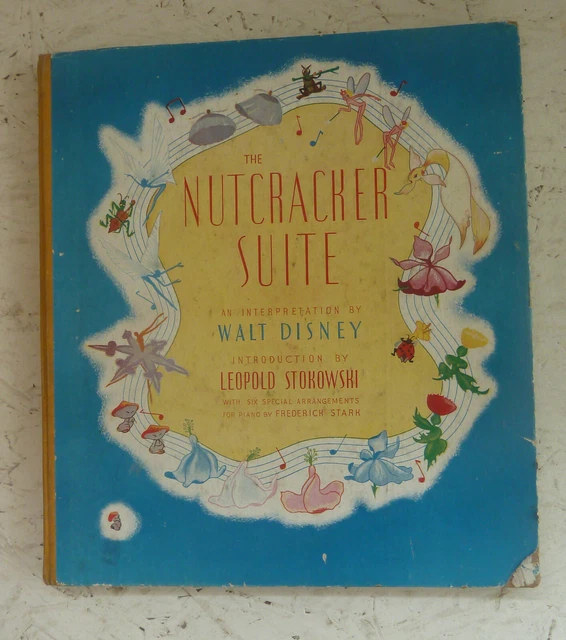 THE
NUTCRACKER
SUITE
AN INTERPRETATION BY
WALT DISNEY
INTRODUCTION BY
LEOPOLD STOKOWSKI
WITH SIX SPECIAL ARRANGEMENTS
FOR PIANO BY FREDERICK STARK